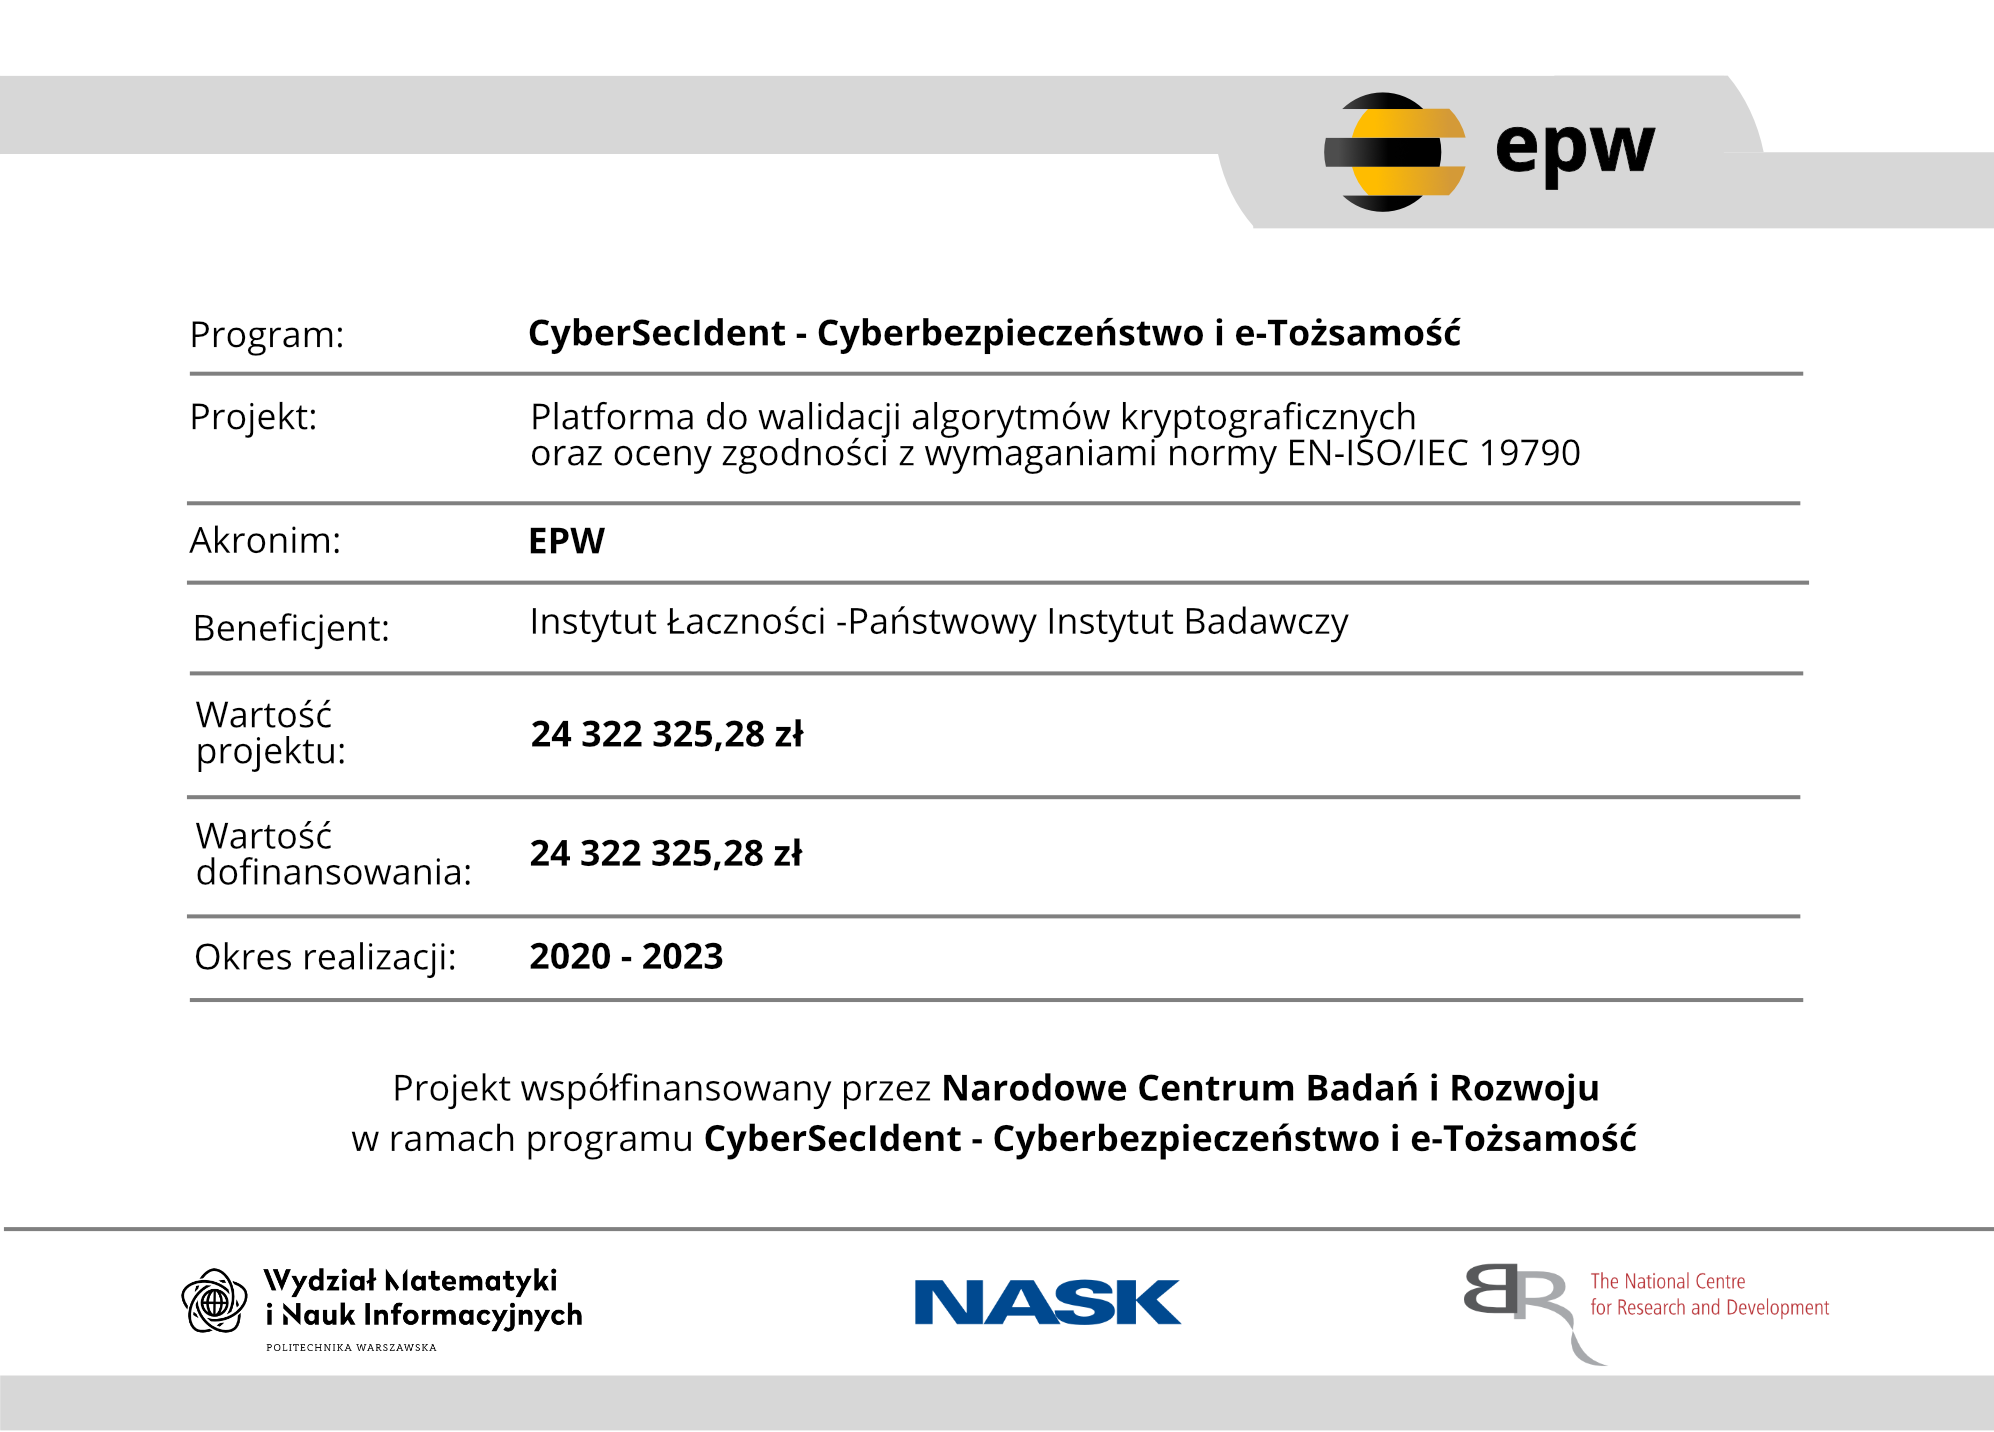 epw
Program: CyberSecIdent - Cyberbezpieczeństwo i e-Tożsamość
Projekt: Platforma do walidacji algorytmów kryptograficznych
oraz oceny zgodności z wymaganiami normy EN-ISO/IEC 19790
Akronim: EPW
Beneficjent: Instytut Łaczności -Państwowy Instytut Badawczy
Wartość
projektu: 24 322 325,28 zł
Wartość
dofinansowania: 24 322 325,28 zł
Okres realizacji: 2020 - 2023
Projekt współfinansowany przez Narodowe Centrum Badań i Rozwoju
w ramach programu CyberSecIdent - Cyberbezpieczeństwo i e-Tożsamość
Wydział Matematyki
i Nauk Informacyjnych
POLITECHNIKA WARSZAWSKA
NASK
BR
The National Centre
for Research and Development